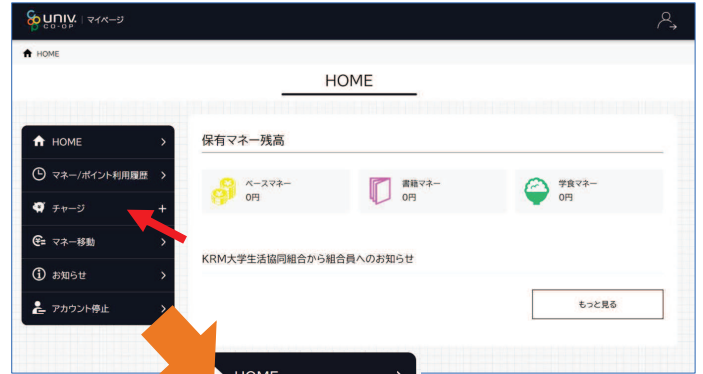 UNIV. CO-OP | マイページ
HOME
HOME
HOME
マネー/ポイント利用履歴
チャージ
マネー移動
お知らせ
アカウント停止
保有マネー残高
ベースマネー
0円
書籍マネー
0円
学食マネー
0円
KRM大学生活協同組合から組合員へのお知らせ
もっと見る
HOME